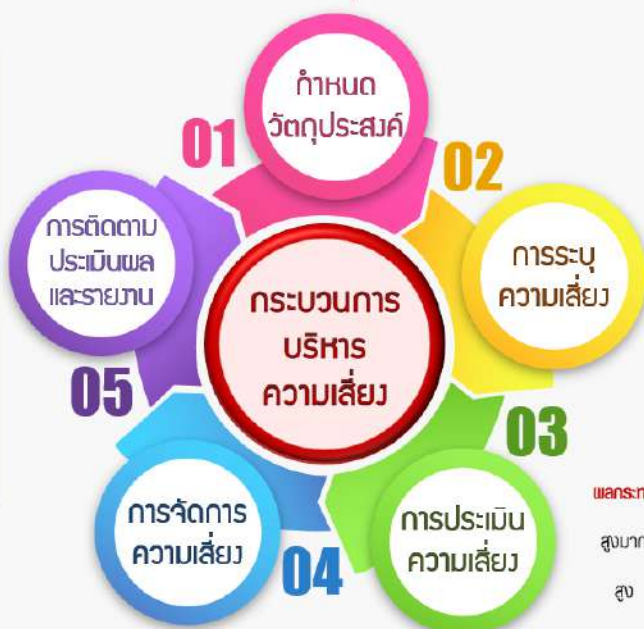 กำหนด
วัตถุประสงค์
01
02
การระบุ
ความเสี่ยง
03
การประเมิน
ความเสี่ยง
04
การจัดการ
ความเสี่ยง
05
การติดตาม
ประเมินผล
และรายงาน
กระบวนการ
บริหาร
ความเสี่ยง
สูงมาก
สูง